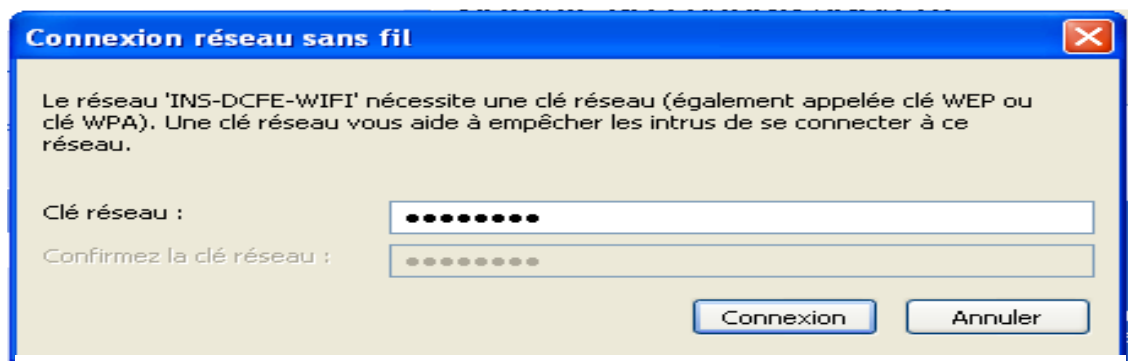 Connexion réseau sans fil
Le réseau 'INS-DCFE-WIFI' nécessite une clé réseau (également appelée clé WEP ou
clé WPA). Une clé réseau vous aide à empêcher les intrus de se connecter à ce
réseau.
Clé réseau : ••••••••
Confirmez la clé réseau : ••••••••
Connexion Annuler